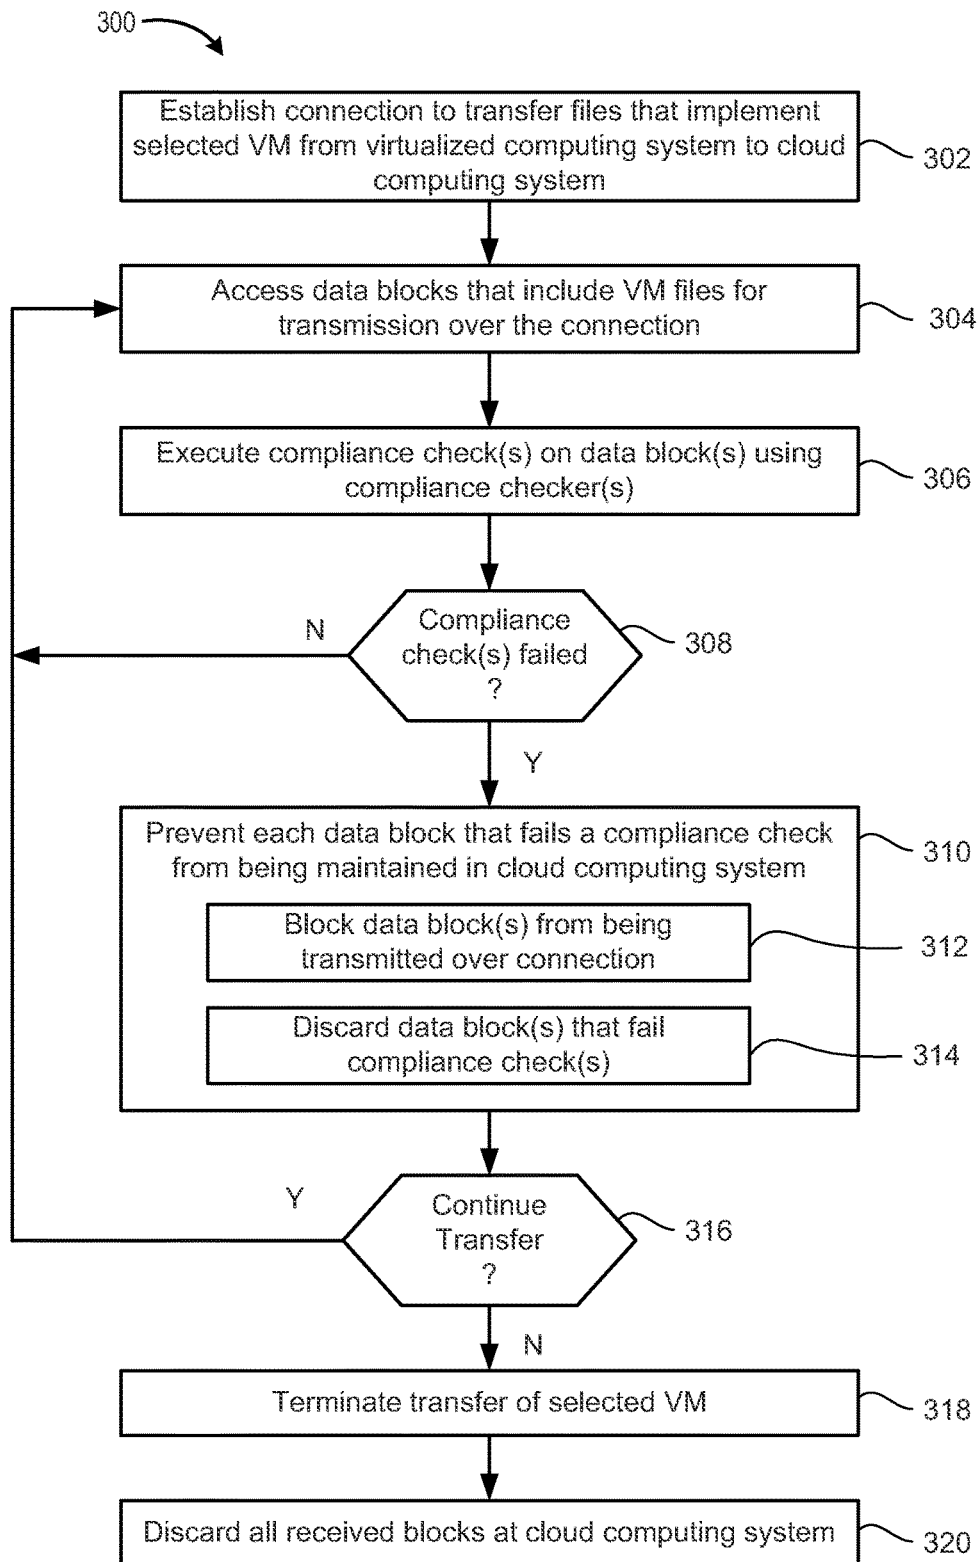 300
Establish connection to transfer files that implement
selected VM from virtualized computing system to cloud
computing system
302
Access data blocks that include VM files for
transmission over the connection
304
Execute compliance check(s) on data block(s) using
compliance checker(s)
306
Compliance
check(s) failed
?
308
N
Y
Prevent each data block that fails a compliance check
from being maintained in cloud computing system
310
Block data block(s) from being
transmitted over connection
312
Discard data block(s) that fail
compliance check(s)
314
Continue
Transfer
?
316
Y
N
Terminate transfer of selected VM
318
Discard all received blocks at cloud computing system
320